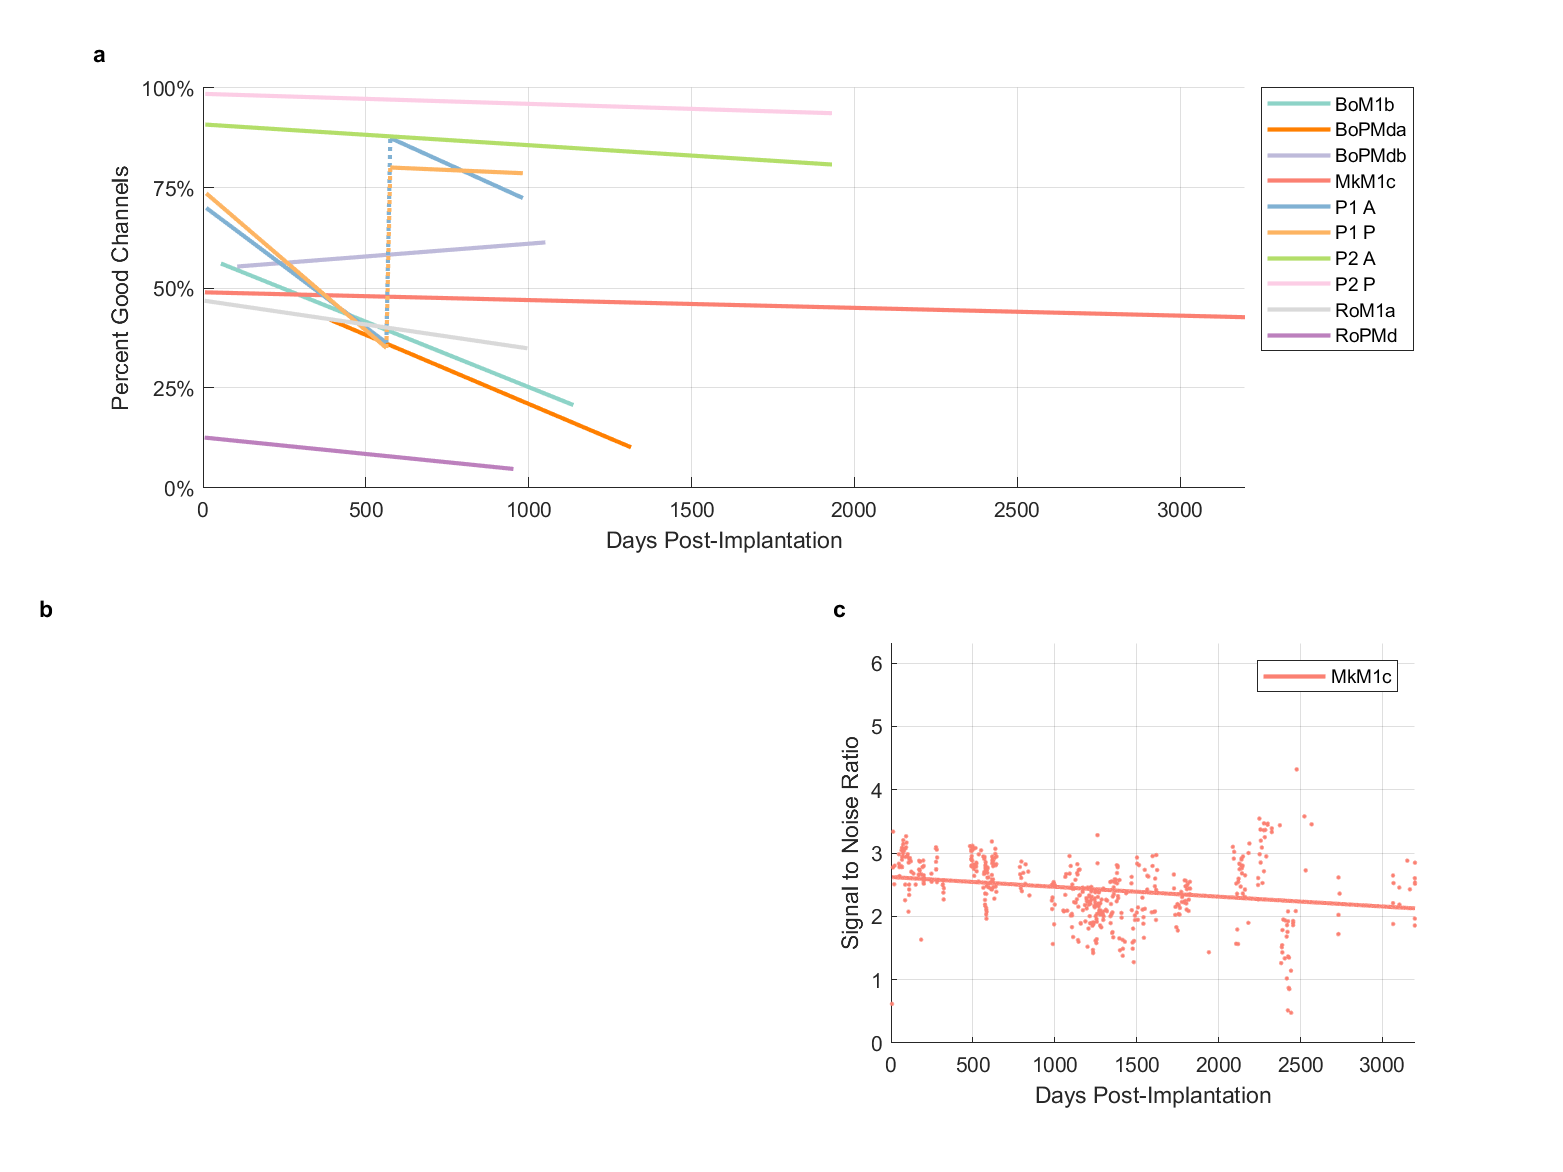 a
100%
75%
50%
25%
0%
Percent Good Channels
0 500 1000 1500 2000 2500 3000
Days Post-Implantation
BoM1b
BoPMda
BoPMdb
MkM1c
P1 A
P1 P
P2 A
P2 P
RoM1a
RoPMd
b
c
6
5
4
3
2
1
0
Signal to Noise Ratio
MkM1c
0 500 1000 1500 2000 2500 3000
Days Post-Implantation